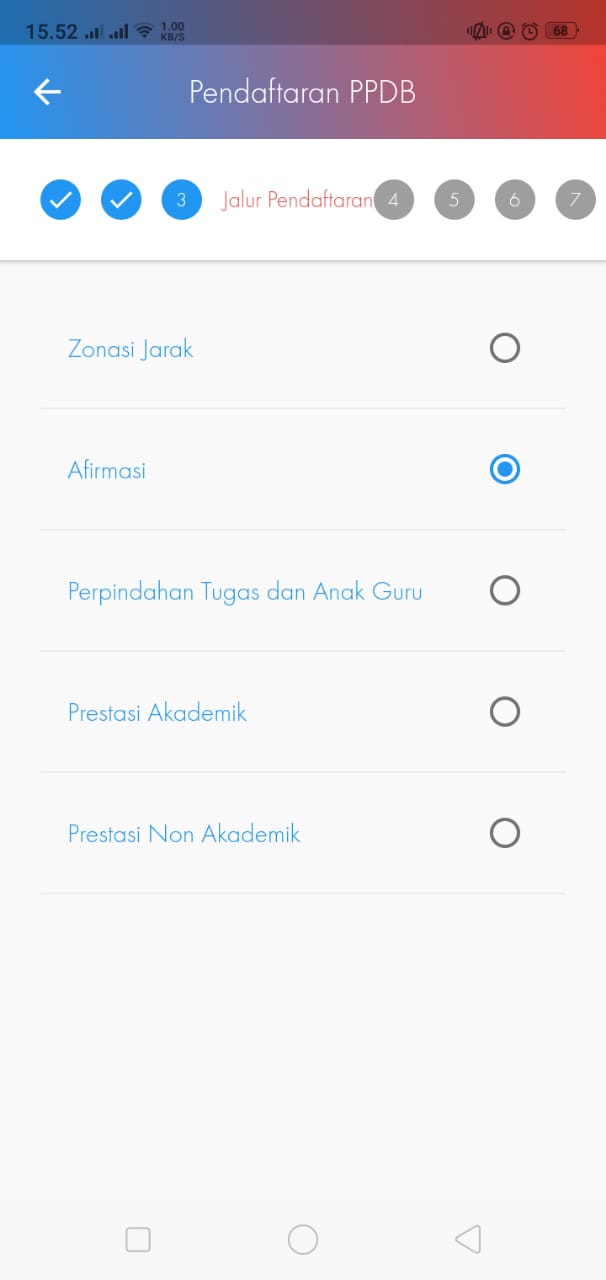 15.52 1.00 KB/S 68
Pendaftaran PPDB
3 Jalur Pendaftaran 4 5 6 7
Zonasi Jarak
Afirmasi
Perpindahan Tugas dan Anak Guru
Prestasi Akademik
Prestasi Non Akademik